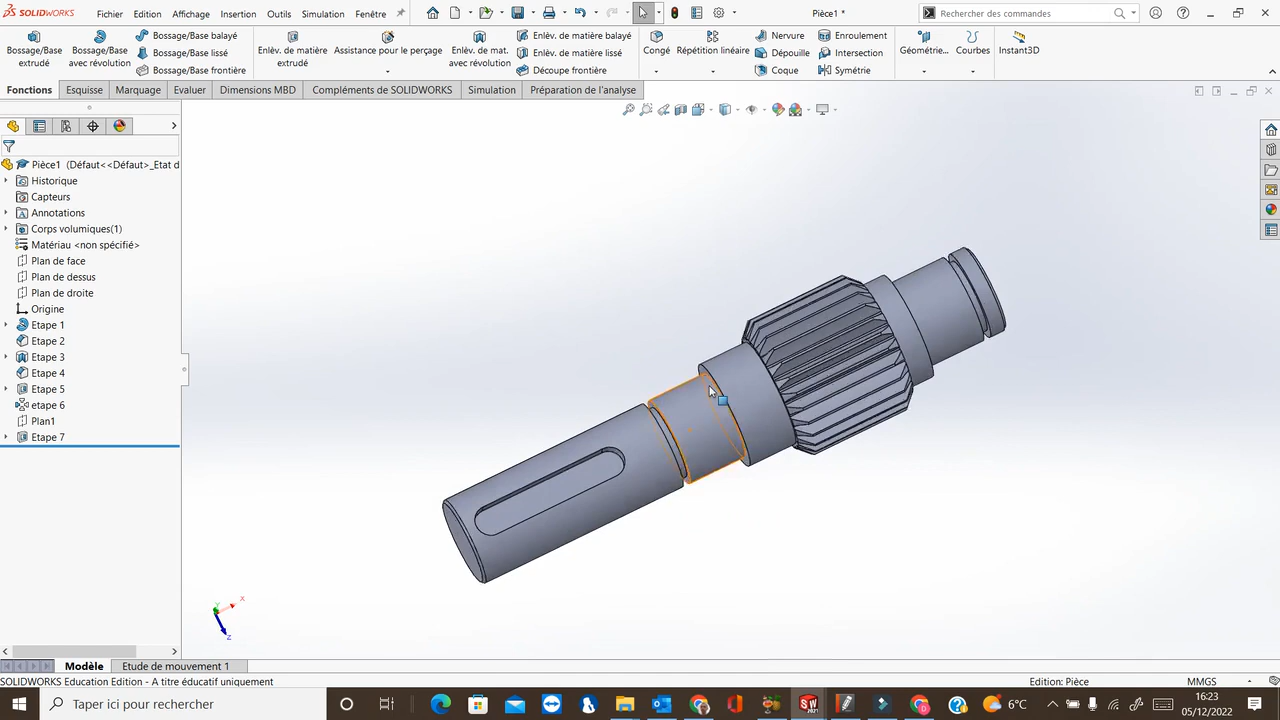 SOLIDWORKS Fichier Edition Affichage Insertion Outils Simulation Fenêtre Pièce1 * Rechercher des commandes
Bossage/Base extrudé
Bossage/Base avec révolution
Bossage/Base balayé
Bossage/Base lissé
Bossage/Base frontière
Enlèv. de matière extrudé
Assistance pour le perçage
Enlèv. de mat. avec révolution
Enlèv. de matière balayé
Enlèv. de matière lissé
Découpe frontière
Congé
Répétition linéaire
Nervure
Dépouille
Coque
Enroulement
Intersection
Symétrie
Géométrie...
Courbes
Instant3D
Fonctions Esquisse Marquage Evaluer Dimensions MBD Compléments de SOLIDWORKS Simulation Préparation de l'analyse
Pièce1 (Défaut<<Défaut>_Etat d
Historique
Capteurs
Annotations
Corps volumiques(1)
Matériau <non spécifié>
Plan de face
Plan de dessus
Plan de droite
Origine
Etape 1
Etape 2
Etape 3
Etape 4
Etape 5
etape 6
Plan1
Etape 7
Y
X
Z
Modèle Etude de mouvement 1
SOLIDWORKS Education Edition - A titre éducatif uniquement Edition: Pièce MMGS
Taper ici pour rechercher
6°C
16:23
05/12/2022